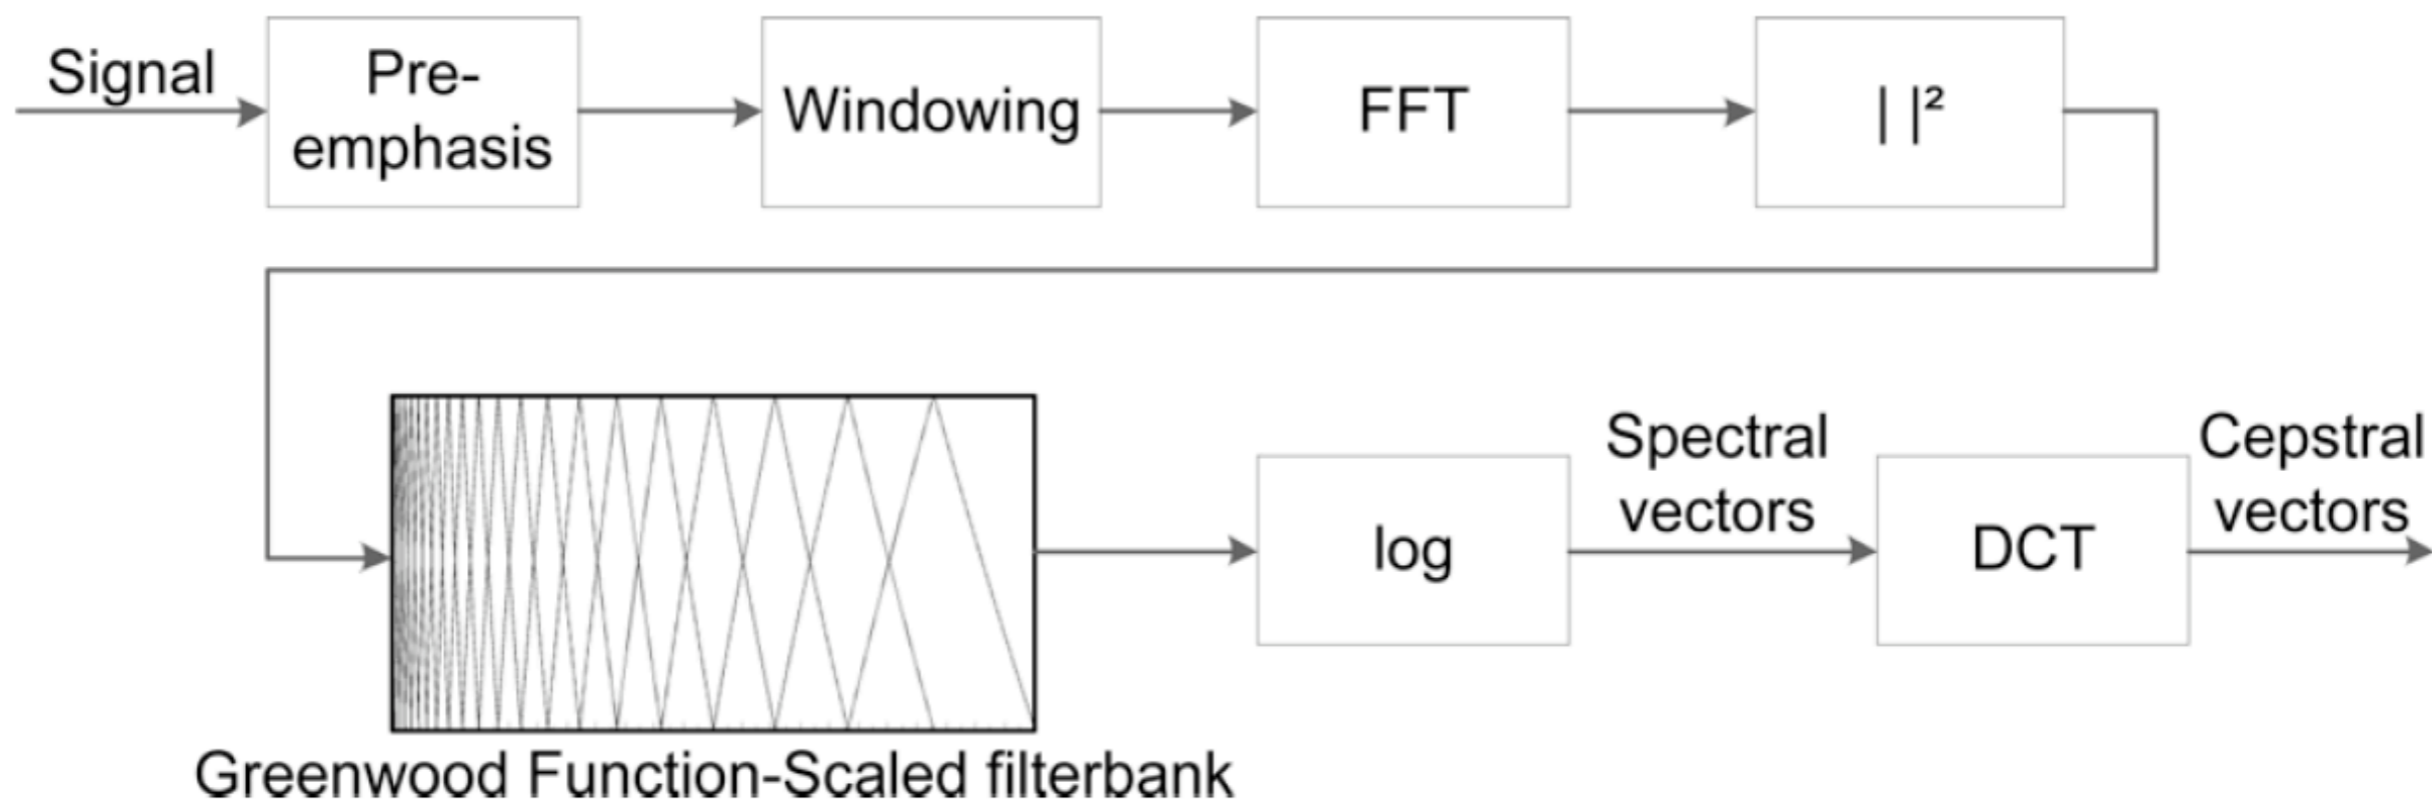 Signal
Pre-
emphasis
Windowing
FFT
| |²
Greenwood Function-Scaled filterbank
log
Spectral
vectors
DCT
Cepstral
vectors